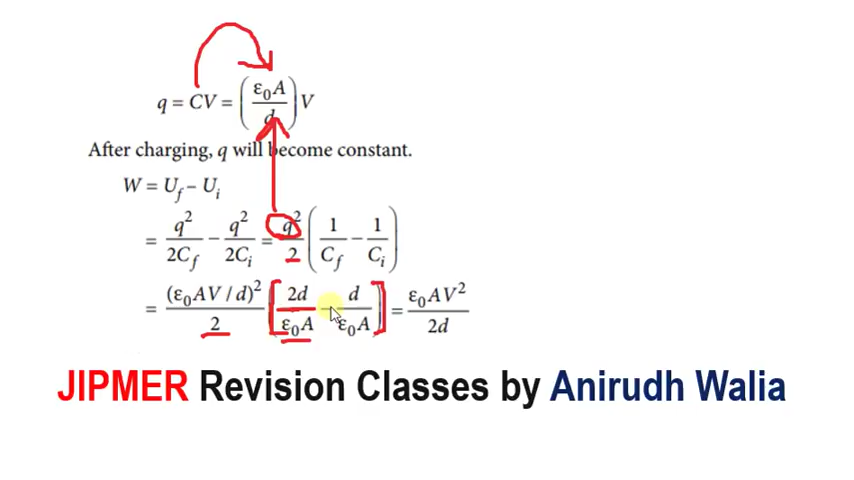 q = CV = (ε₀A/d) V
After charging, q will become constant.
W = U_f − U_i
= q²/2C_f − q²/2C_i = q²/2 (1/C_f − 1/C_i)
= (ε₀AV/d)²/2 [2d/ε₀A − d/ε₀A] = ε₀AV²/2d
JIPMER Revision Classes by Anirudh Walia